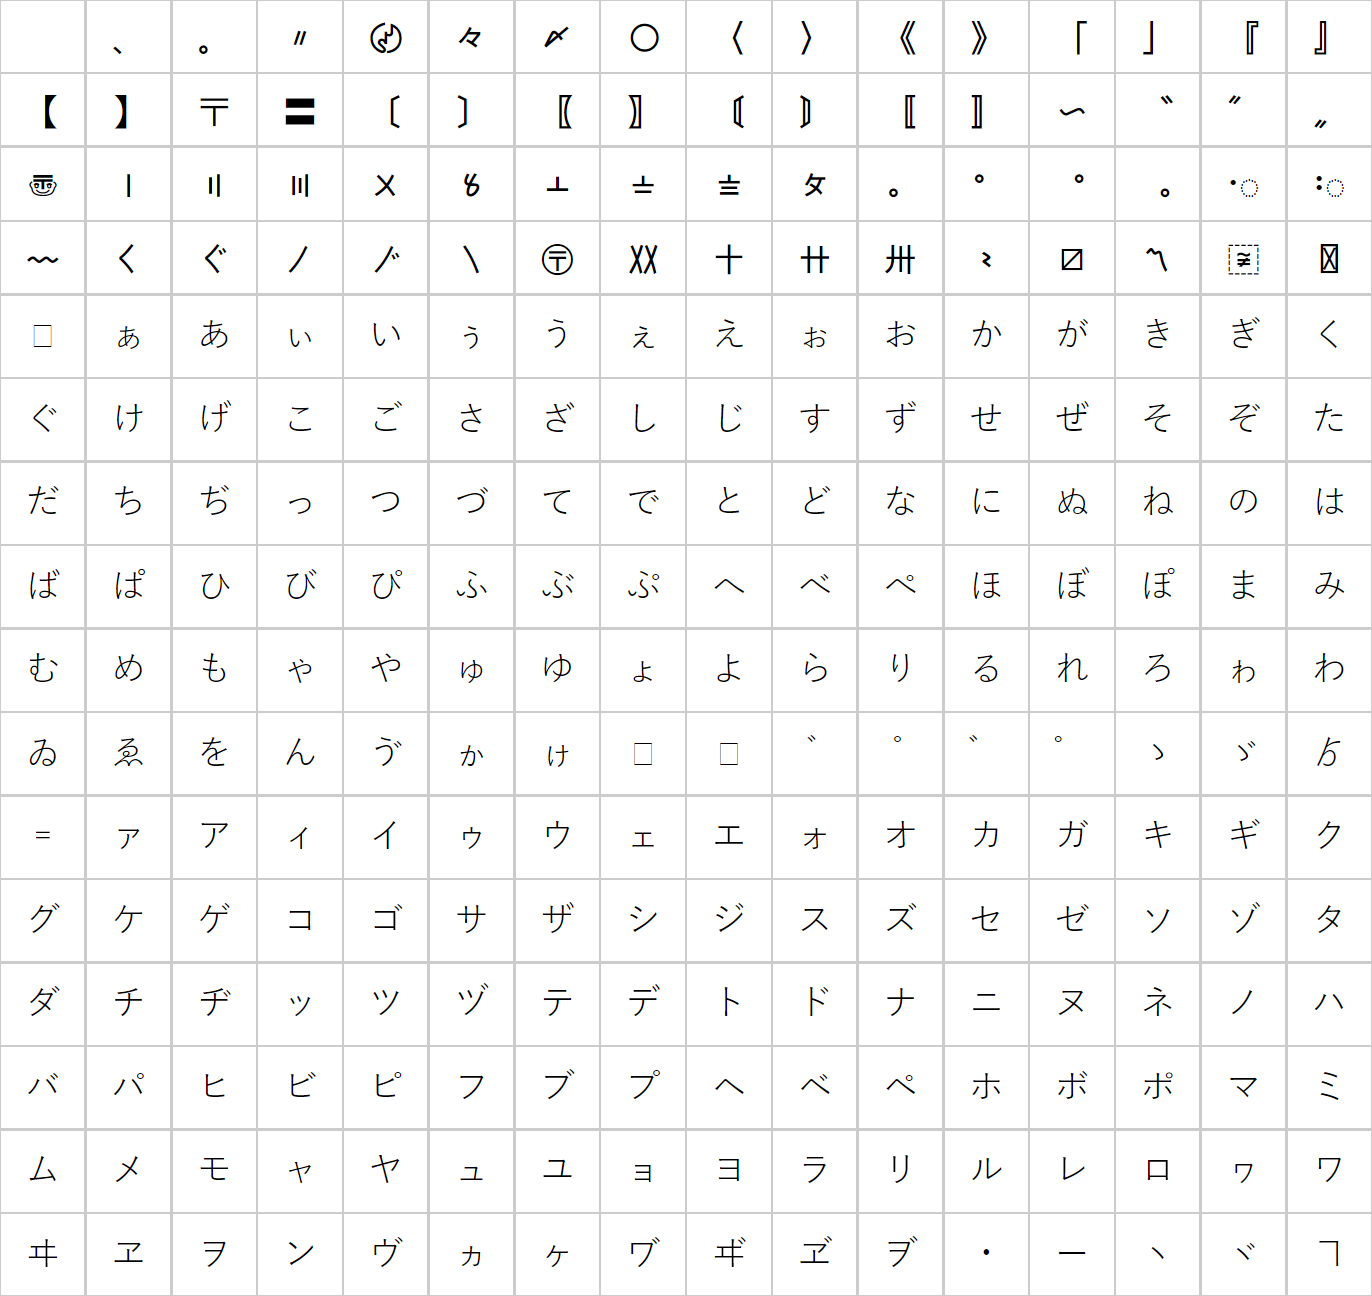 、 。 〃 〄 々 〆 〇 〈 〉 《 》 「 」 『 』
【 】 〒 〓 〔 〕 〖 〗 〘 〙 〚 〛 〜 〝 〞 〟
〠 〡 〢 〣 〤 〥 〦 〧 〨 〩 〪 〫 〬 〭 〮 〯
〰 〱 〲 〳 〴 〵 〶 〷 〸 〹 〺 〻 〼 〽 〾 〿
ぁ あ ぃ い ぅ う ぇ え ぉ お か が き ぎ く
ぐ け げ こ ご さ ざ し じ す ず せ ぜ そ ぞ た
だ ち ぢ っ つ づ て で と ど な に ぬ ね の は
ば ぱ ひ び ぴ ふ ぶ ぷ へ べ ぺ ほ ぼ ぽ ま み
む め も ゃ や ゅ ゆ ょ よ ら り る れ ろ ゎ わ
ゐ ゑ を ん ゔ ゕ ゖ ゙ ゚ ゛ ゜ ゝ ゞ ゟ
゠ ァ ア ィ イ ゥ ウ ェ エ ォ オ カ ガ キ ギ ク
グ ケ ゲ コ ゴ サ ザ シ ジ ス ズ セ ゼ ソ ゾ タ
ダ チ ヂ ッ ツ ヅ テ デ ト ド ナ ニ ヌ ネ ノ ハ
バ パ ヒ ビ ピ フ ブ プ ヘ ベ ペ ホ ボ ポ マ ミ
ム メ モ ャ ヤ ュ ユ ョ ヨ ラ リ ル レ ロ ヮ ワ
ヰ ヱ ヲ ン ヴ ヵ ヶ ヷ ヸ ヹ ヺ ・ ー ヽ ヾ ヿ